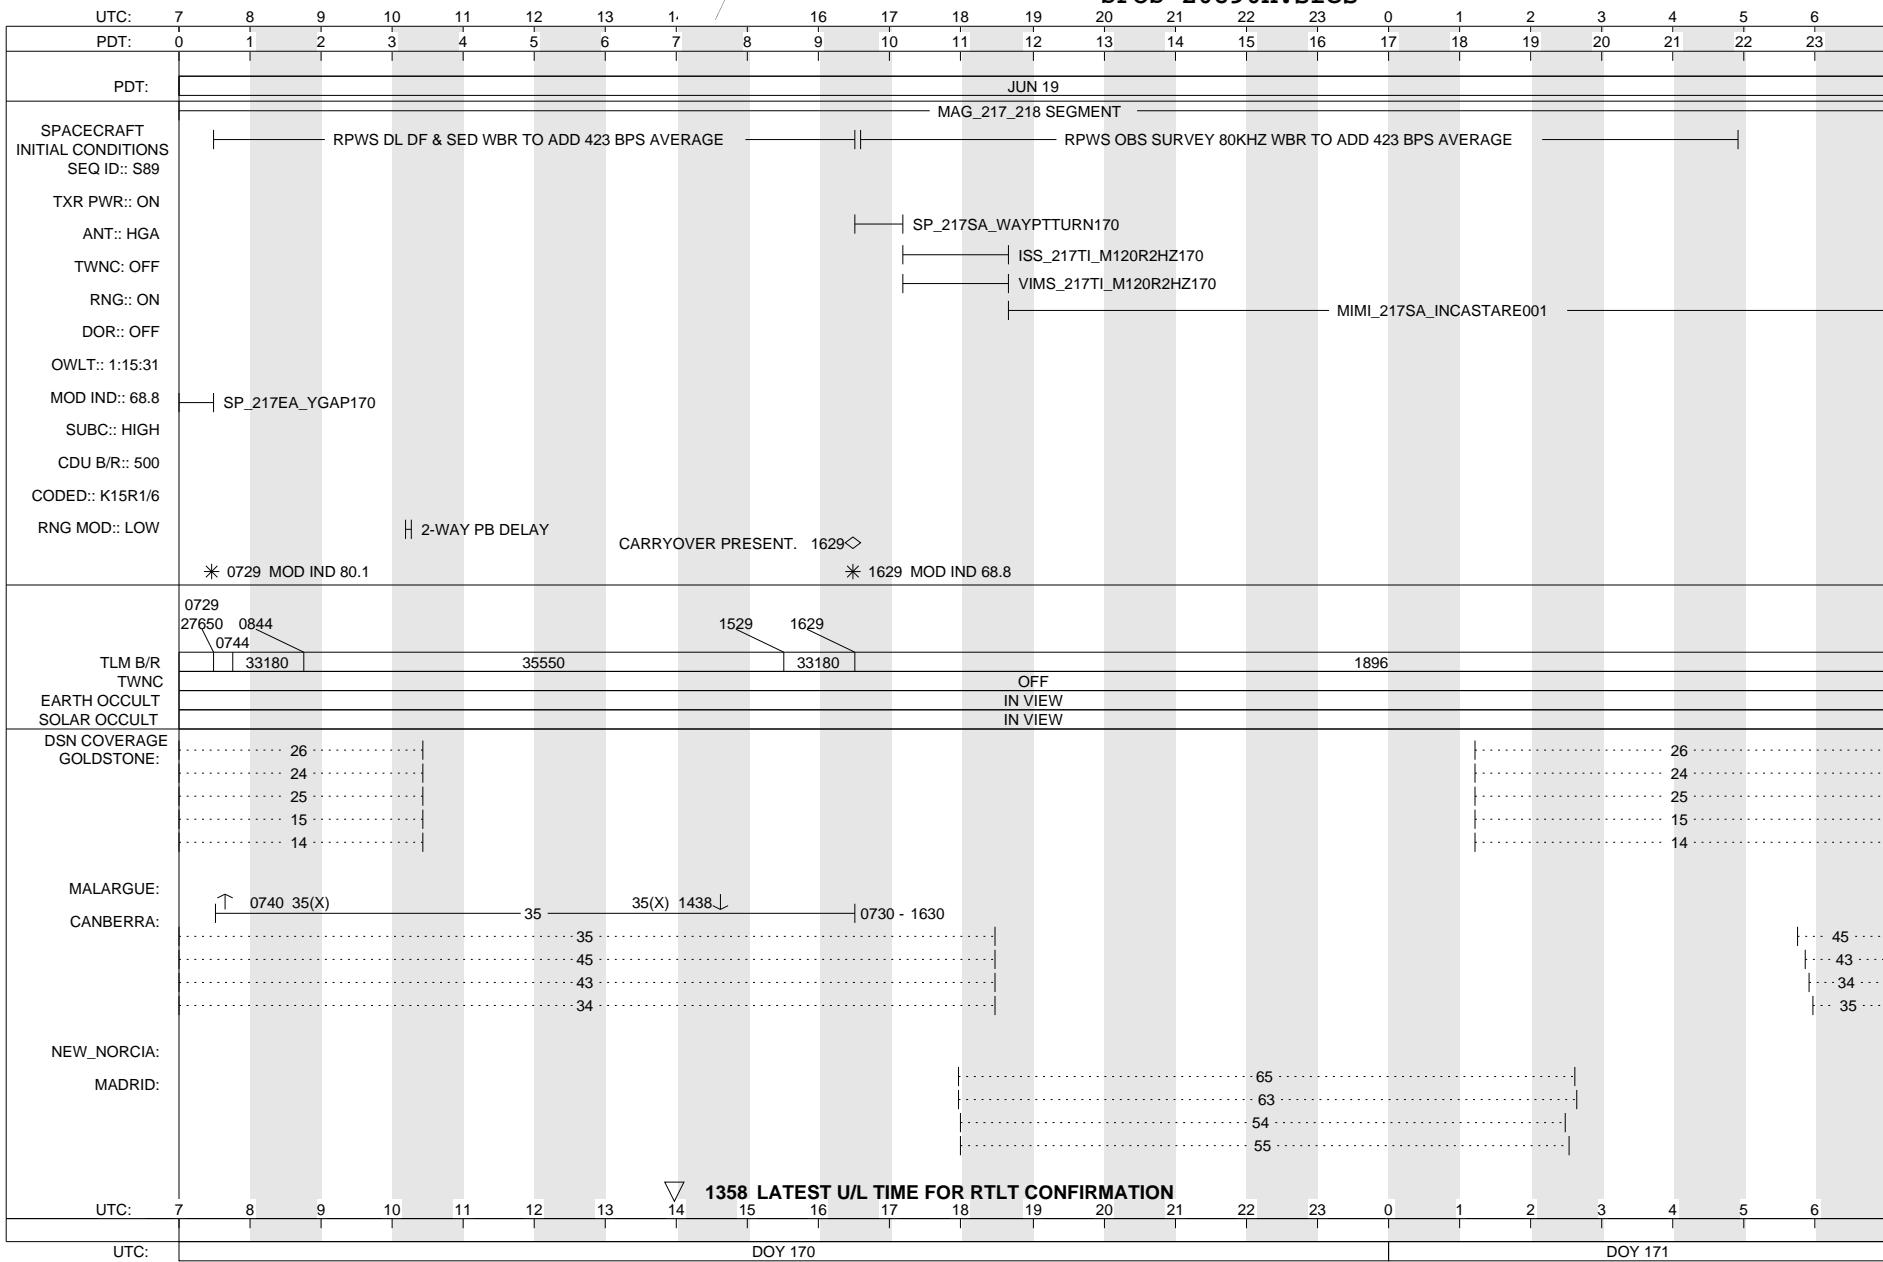 UTC: 7 8 9 10 11 12 13 16 17 18 19 20 21 22 23 0 1 2 3 4 5 6
PDT: 0 1 2 3 4 5 6 7 8 9 10 11 12 13 14 15 16 17 18 19 20 21 22 23
PDT: JUN 19
MAG_217_218 SEGMENT
SPACECRAFT
INITIAL CONDITIONS
RPWS DL DF & SED WBR TO ADD 423 BPS AVERAGE
RPWS OBS SURVEY 80KHZ WBR TO ADD 423 BPS AVERAGE
SEQ ID:: S89
TXR PWR:: ON
SP_217SA_WAYPTTURN170
ANT:: HGA
ISS_217TI_M120R2HZ170
TWNC: OFF
VIMS_217TI_M120R2HZ170
RNG:: ON
MIMI_217SA_INCASTARE001
DOR:: OFF
OWLT:: 1:15:31
MOD IND:: 68.8
SP_217EA_YGAP170
SUBC:: HIGH
CDU B/R:: 500
CODED:: K15R1/6
RNG MOD:: LOW
2-WAY PB DELAY
CARRYOVER PRESENT. 1629
0729 MOD IND 80.1
1629 MOD IND 68.8
0729
27650 0844 1529 1629
0744
TLM B/R 33180 35550 33180 1896
TWNC OFF
EARTH OCCULT IN VIEW
SOLAR OCCULT IN VIEW
DSN COVERAGE
GOLDSTONE:
26 26
24 24
25 25
15 15
14 14
MALARGUE:
0740 35(X) 35(X) 1438
CANBERRA: 35 0730 - 1630
35 45
45 43
43 34
34 35
NEW_NORCIA:
MADRID:
65
63
54
55
1358 LATEST U/L TIME FOR RTLT CONFIRMATION
UTC: 7 8 9 10 11 12 13 14 15 16 17 18 19 20 21 22 23 0 1 2 3 4 5 6
UTC: DOY 170 DOY 171